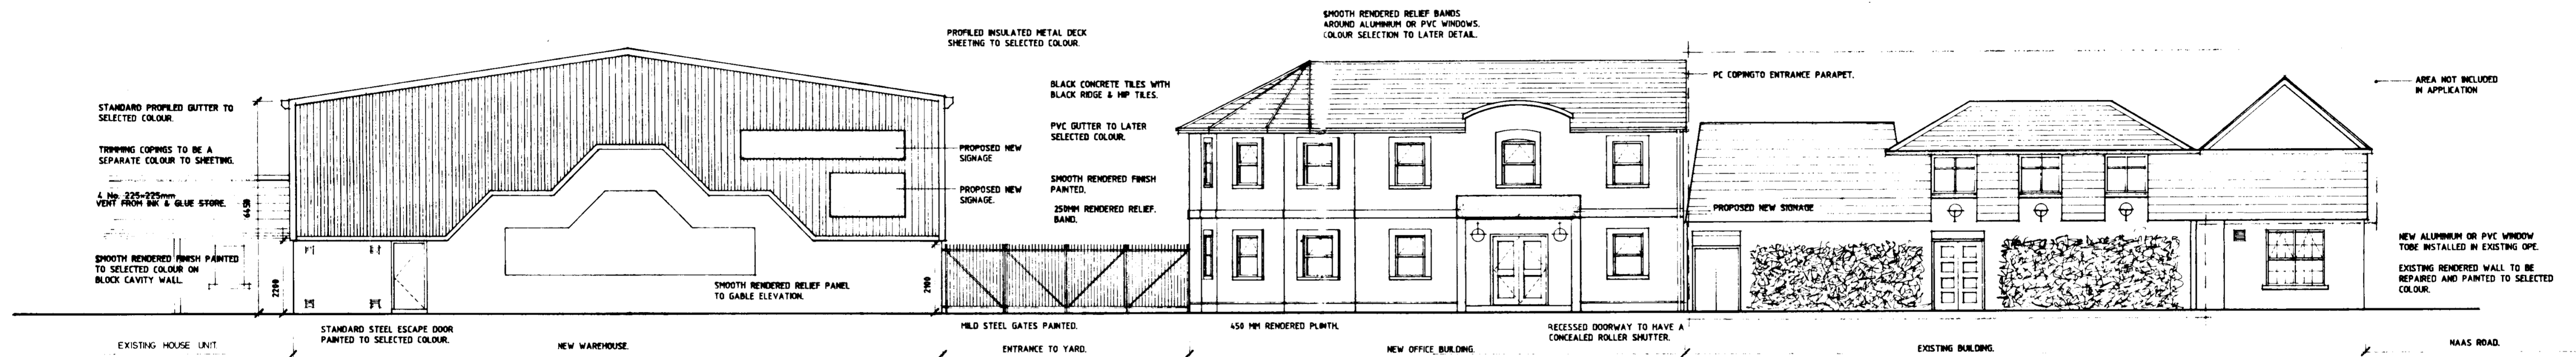 SMOOTH RENDERED RELIEF BANDS
AROUND ALUMINIUM OR PVC WINDOWS.
COLOUR SELECTION TO LATER DETAIL.
PROFILED INSULATED METAL DECK
SHEETING TO SELECTED COLOUR.
PC COPINGTO ENTRANCE PARAPET.
AREA NOT INCLUDED
IN APPLICATION
BLACK CONCRETE TILES WITH
BLACK RIDGE & HIP TILES.
STANDARD PROFILED GUTTER TO
SELECTED COLOUR.
PVC GUTTER TO LATER
SELECTED COLOUR.
TRIMMING COPINGS TO BE A
SEPARATE COLOUR TO SHEETING.
PROPOSED NEW
SIGNAGE
4 No. 225×225mm
VENT FROM INK & GLUE STORE.
6450
PROPOSED NEW
SIGNAGE.
SMOOTH RENDERED FINISH
PAINTED.
250MM RENDERED RELIEF.
BAND.
PROPOSED NEW SIGNAGE
NEW ALUMINIUM OR PVC WINDOW
TOBE INSTALLED IN EXISTING OPE.
EXISTING RENDERED WALL TO BE
REPAIRED AND PAINTED TO SELECTED
COLOUR.
SMOOTH RENDERED FINISH PAINTED
TO SELECTED COLOUR ON
BLOCK CAVITY WALL.
2200
SMOOTH RENDERED RELIEF PANEL
TO GABLE ELEVATION.
2100
STANDARD STEEL ESCAPE DOOR
PAINTED TO SELECTED COLOUR.
MILD STEEL GATES PAINTED.
450 MM RENDERED PLINTH.
RECESSED DOORWAY TO HAVE A
CONCEALED ROLLER SHUTTER.
EXISTING HOUSE UNIT.
NEW WAREHOUSE.
ENTRANCE TO YARD.
NEW OFFICE BUILDING.
EXISTING BUILDING.
NAAS ROAD.